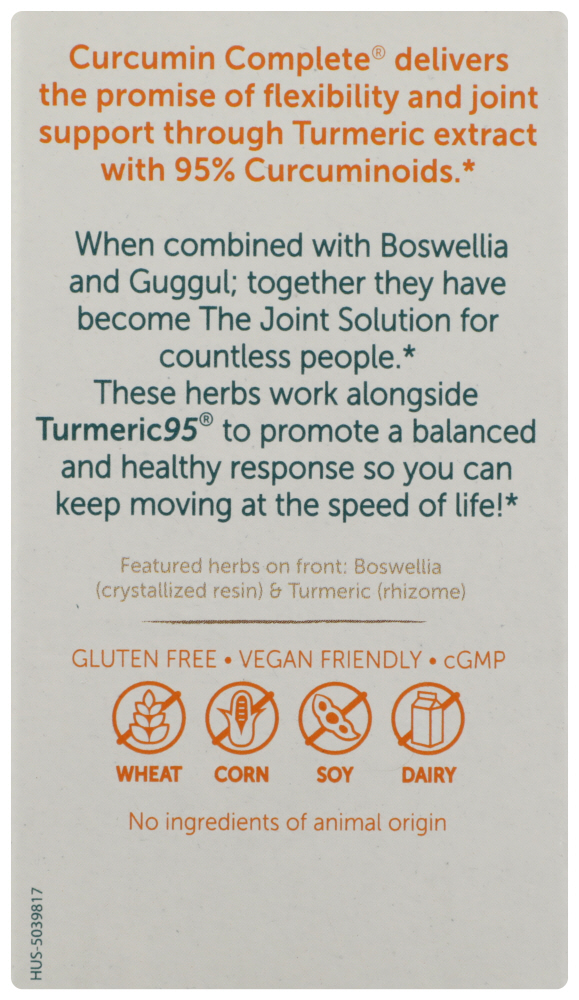 Curcumin Complete® delivers
the promise of flexibility and joint
support through Turmeric extract
with 95% Curcuminoids.*
When combined with Boswellia
and Guggul; together they have
become The Joint Solution for
countless people.*
These herbs work alongside
Turmeric95® to promote a balanced
and healthy response so you can
keep moving at the speed of life!*
Featured herbs on front: Boswellia
(crystallized resin) & Turmeric (rhizome)
GLUTEN FREE • VEGAN FRIENDLY • cGMP
WHEAT CORN SOY DAIRY
No ingredients of animal origin
HUS-5039817